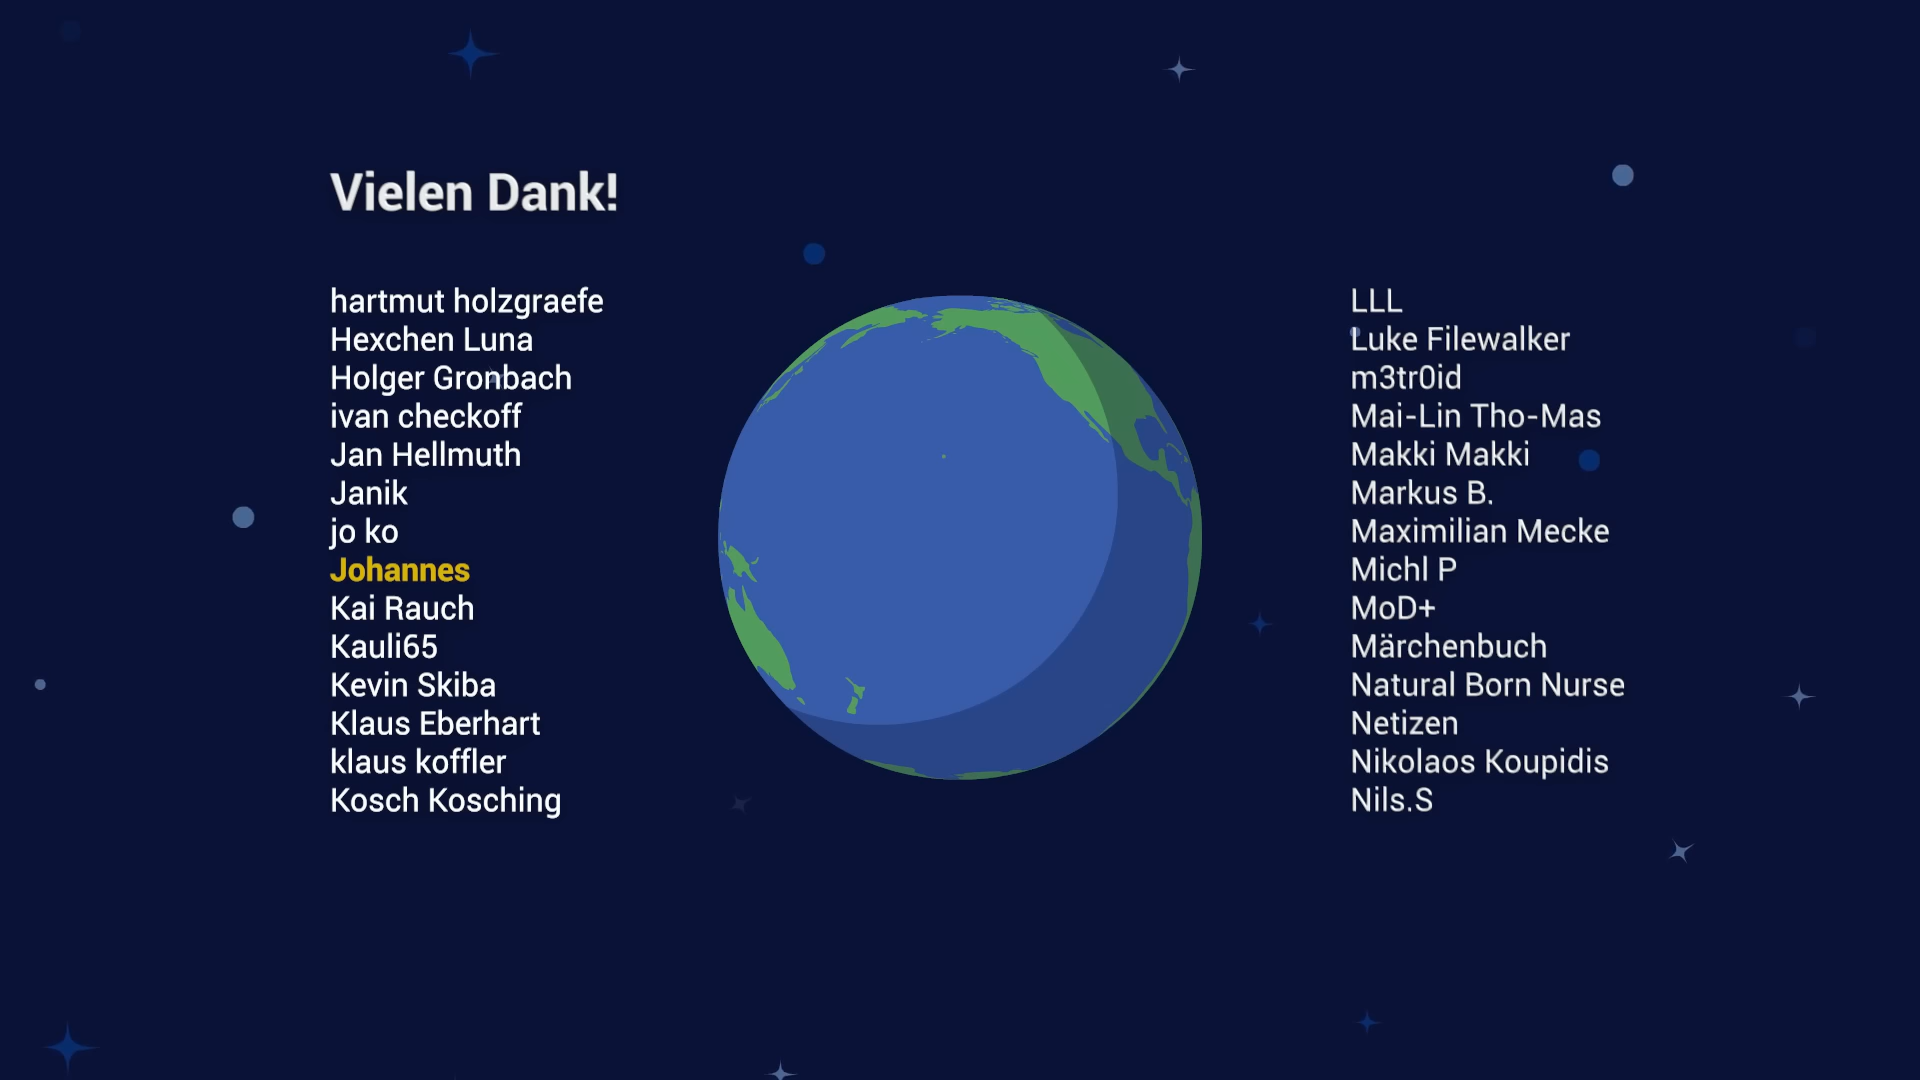 Vielen Dank!
hartmut holzgraefe
Hexchen Luna
Holger Gronbach
ivan checkoff
Jan Hellmuth
Janik
jo ko
Johannes
Kai Rauch
Kauli65
Kevin Skiba
Klaus Eberhart
klaus koffler
Kosch Kosching
LLL
Luke Filewalker
m3tr0id
Mai-Lin Tho-Mas
Makki Makki
Markus B.
Maximilian Mecke
Michl P
MoD+
Märchenbuch
Natural Born Nurse
Netizen
Nikolaos Koupidis
Nils.S